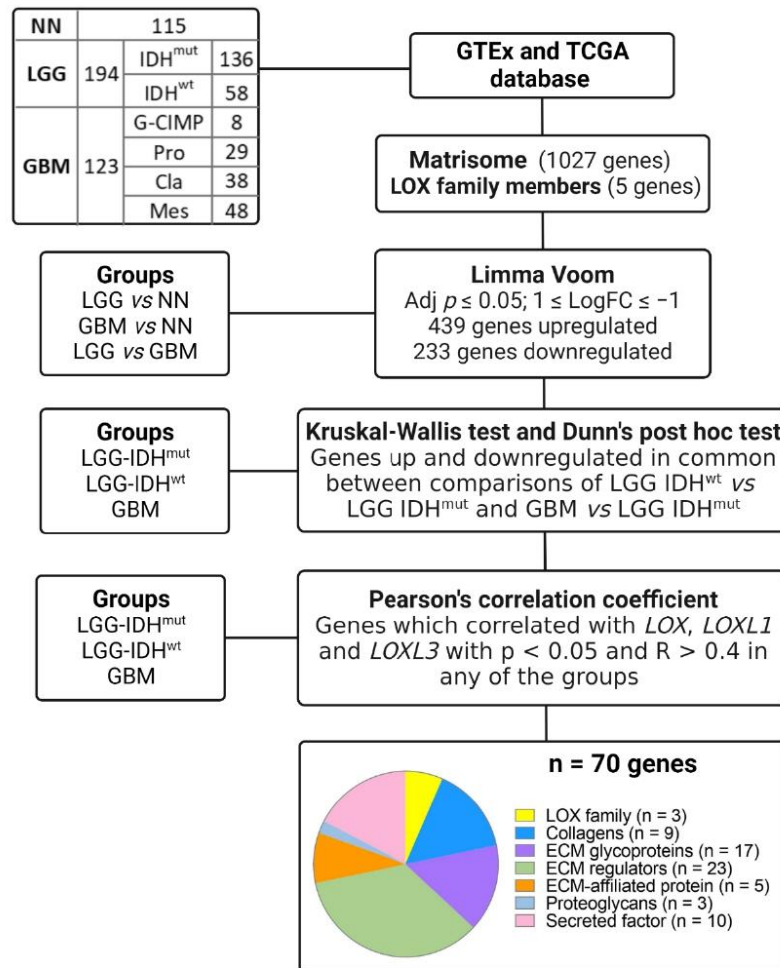 NN 115
LGG 194 IDHmut 136
IDHwt 58
GBM 123 G-CIMP 8
Pro 29
Cla 38
Mes 48
GTEx and TCGA
database
Matrisome (1027 genes)
LOX family members (5 genes)
Groups
LGG vs NN
GBM vs NN
LGG vs GBM
Limma Voom
Adj p ≤ 0.05; 1 ≤ LogFC ≤ −1
439 genes upregulated
233 genes downregulated
Groups
LGG-IDHmut
LGG-IDHwt
GBM
Kruskal-Wallis test and Dunn's post hoc test
Genes up and downregulated in common
between comparisons of LGG IDHwt vs
LGG IDHmut and GBM vs LGG IDHmut
Groups
LGG-IDHmut
LGG-IDHwt
GBM
Pearson's correlation coefficient
Genes which correlated with LOX, LOXL1
and LOXL3 with p < 0.05 and R > 0.4 in
any of the groups
n = 70 genes
LOX family (n = 3)
Collagens (n = 9)
ECM glycoproteins (n = 17)
ECM regulators (n = 23)
ECM-affiliated protein (n = 5)
Proteoglycans (n = 3)
Secreted factor (n = 10)